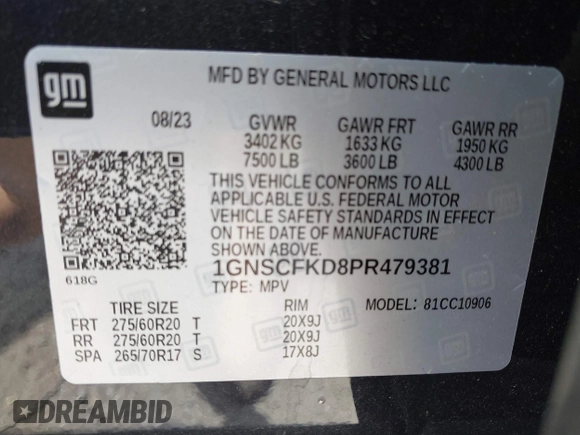 gm
MFD BY GENERAL MOTORS LLC
08/23 GVWR GAWR FRT GAWR RR
3402 KG 1633 KG 1950 KG
7500 LB 3600 LB 4300 LB
THIS VEHICLE CONFORMS TO ALL
APPLICABLE U.S. FEDERAL MOTOR
VEHICLE SAFETY STANDARDS IN EFFECT
ON THE DATE OF MANUFACTURE
SHOWN ABOVE.
1GNSCFKD8PR479381
618G
TYPE: MPV MODEL: 81CC10906
TIRE SIZE RIM
FRT 275/60R20 T 20X9J
RR 275/60R20 T 20X9J
SPA 265/70R17 S 17X8J
DREAMBID